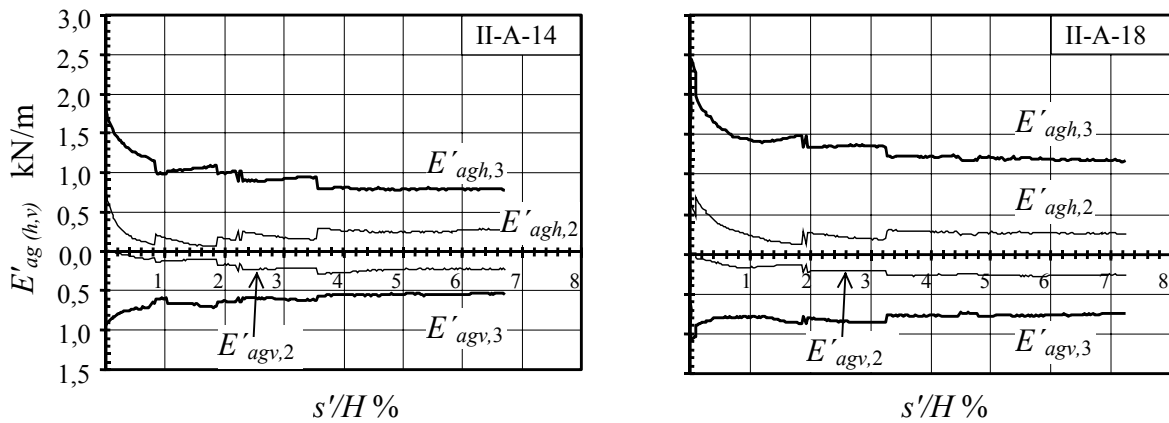 II-A-14
3,0
2,5
2,0
1,5
1,0
0,5
0,0
0,0
0,5
1,0
1,5
E′ag (h,v) kN/m
E′agh,3
E′agh,2
1 2 3 4 5 6 7 8
E′agv,2
E′agv,3
s'/H %
II-A-18
E′agh,3
E′agh,2
1 2 3 4 5 6 7 8
E′agv,2
E′agv,3
s'/H %